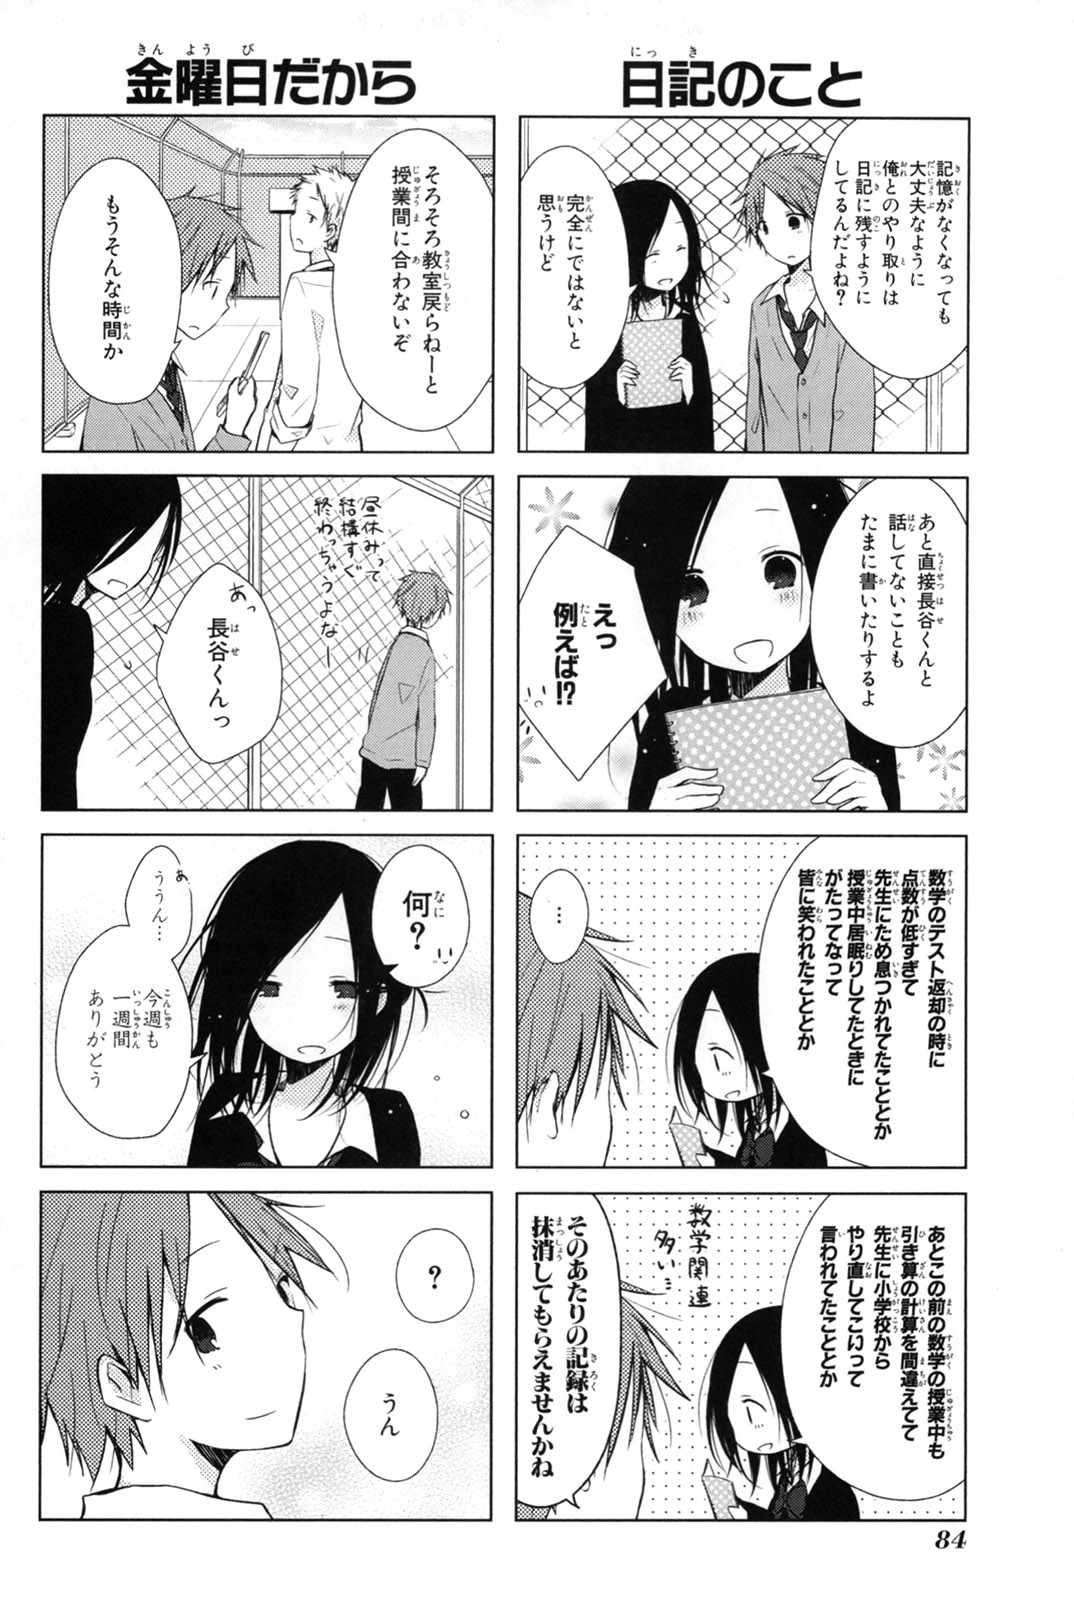 日記のこと
記憶がなくなっても
大丈夫なように
俺とのやり取りは
日記に残すように
してるんだよね?
完全にではないと
思うけど
あと直接長谷くんと
話してないことも
たまに書いたりするよ
えっ
例えば!?
数学のテスト返却の時に
点数が低すぎて
先生にため息つかれてたこととか
授業中居眠りしてたときに
がたってなって
皆に笑われたこととか
…
あとこの前の数学の授業中も
引き算の計算を間違えてて
先生に小学校から
やり直してこいって
言われてたこととか
数学関連
多い…
そのあたりの記録は
抹消してもらえませんかね
金曜日だから
そろそろ教室戻らねーと
授業間に合わないぞ
もうそんな時間か
昼休みって
結構すぐ
終わっちゃうよなー
あっ
長谷くんっ
何?
あ
ううん…
今週も
一週間
ありがとう
?
うん
84